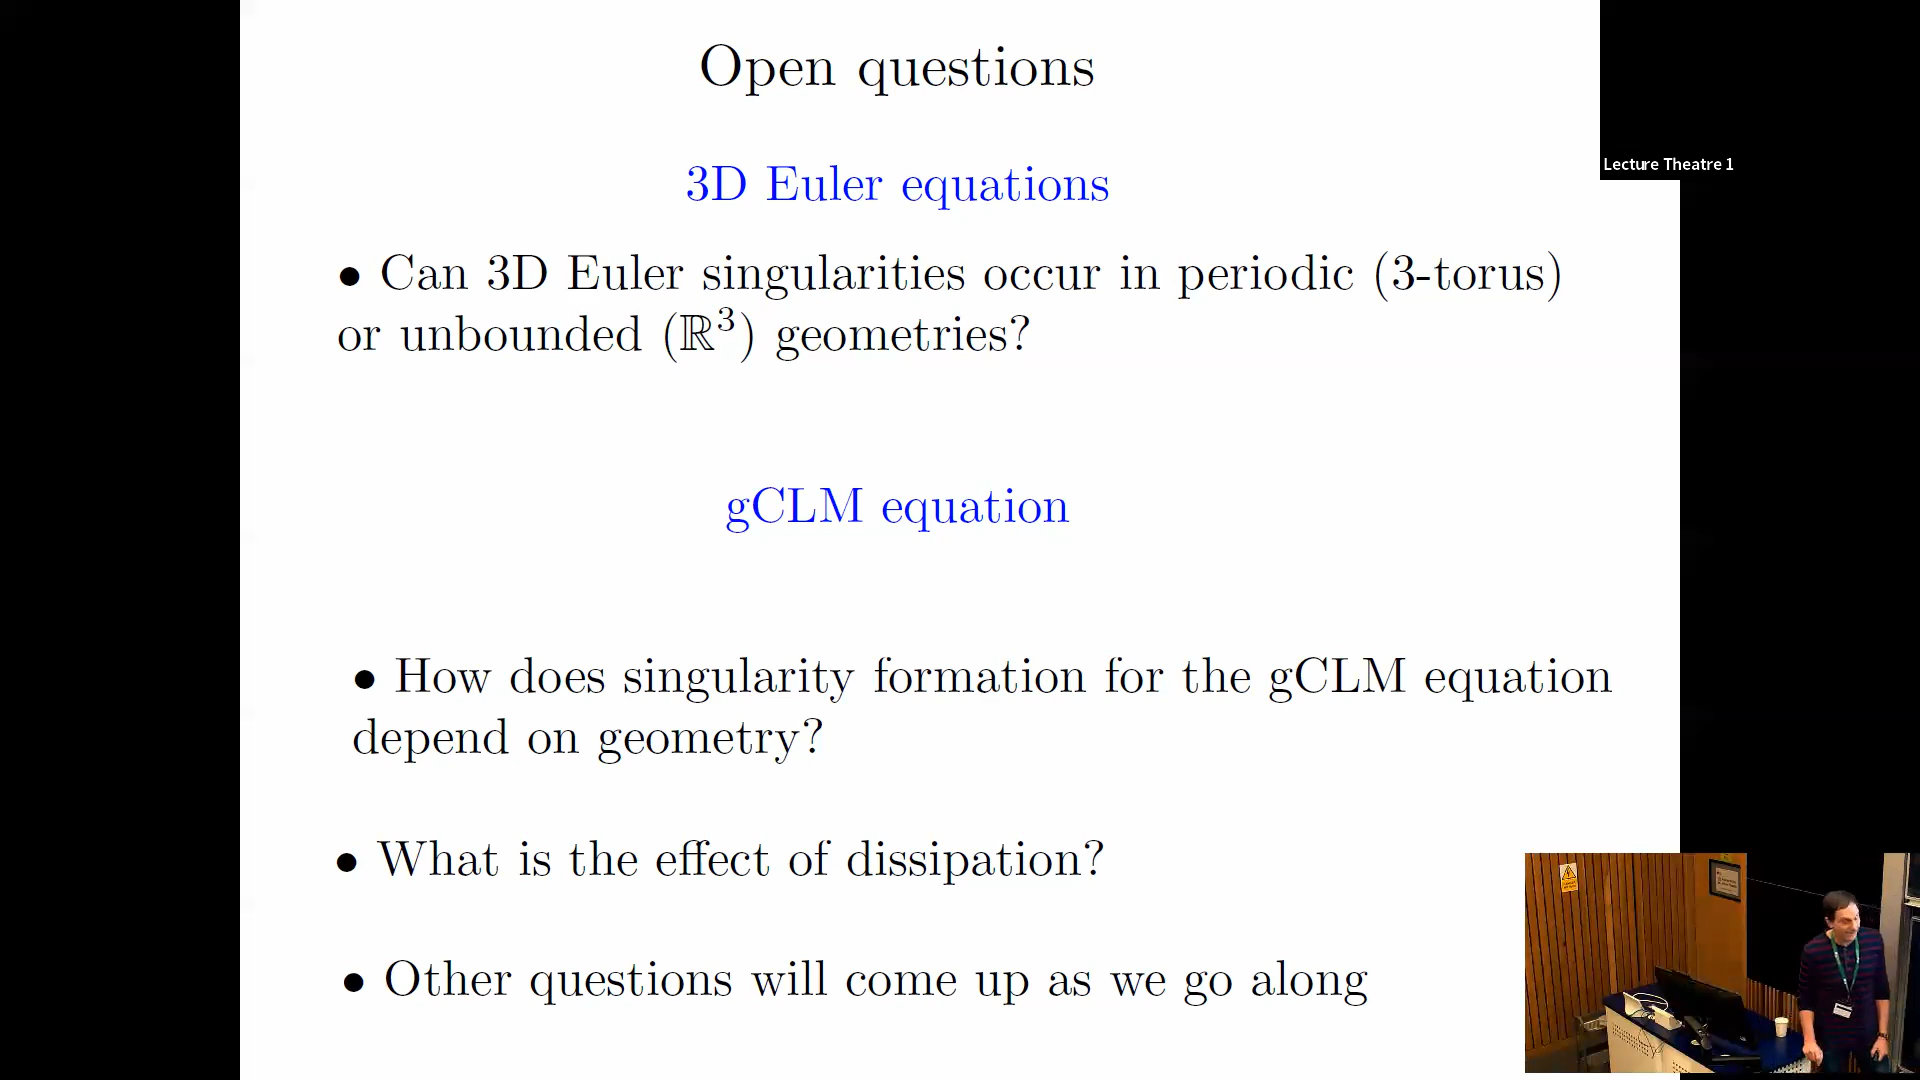 Open questions
3D Euler equations
• Can 3D Euler singularities occur in periodic (3-torus)
or unbounded (ℝ³) geometries?
gCLM equation
• How does singularity formation for the gCLM equation
depend on geometry?
• What is the effect of dissipation?
• Other questions will come up as we go along
Lecture Theatre 1